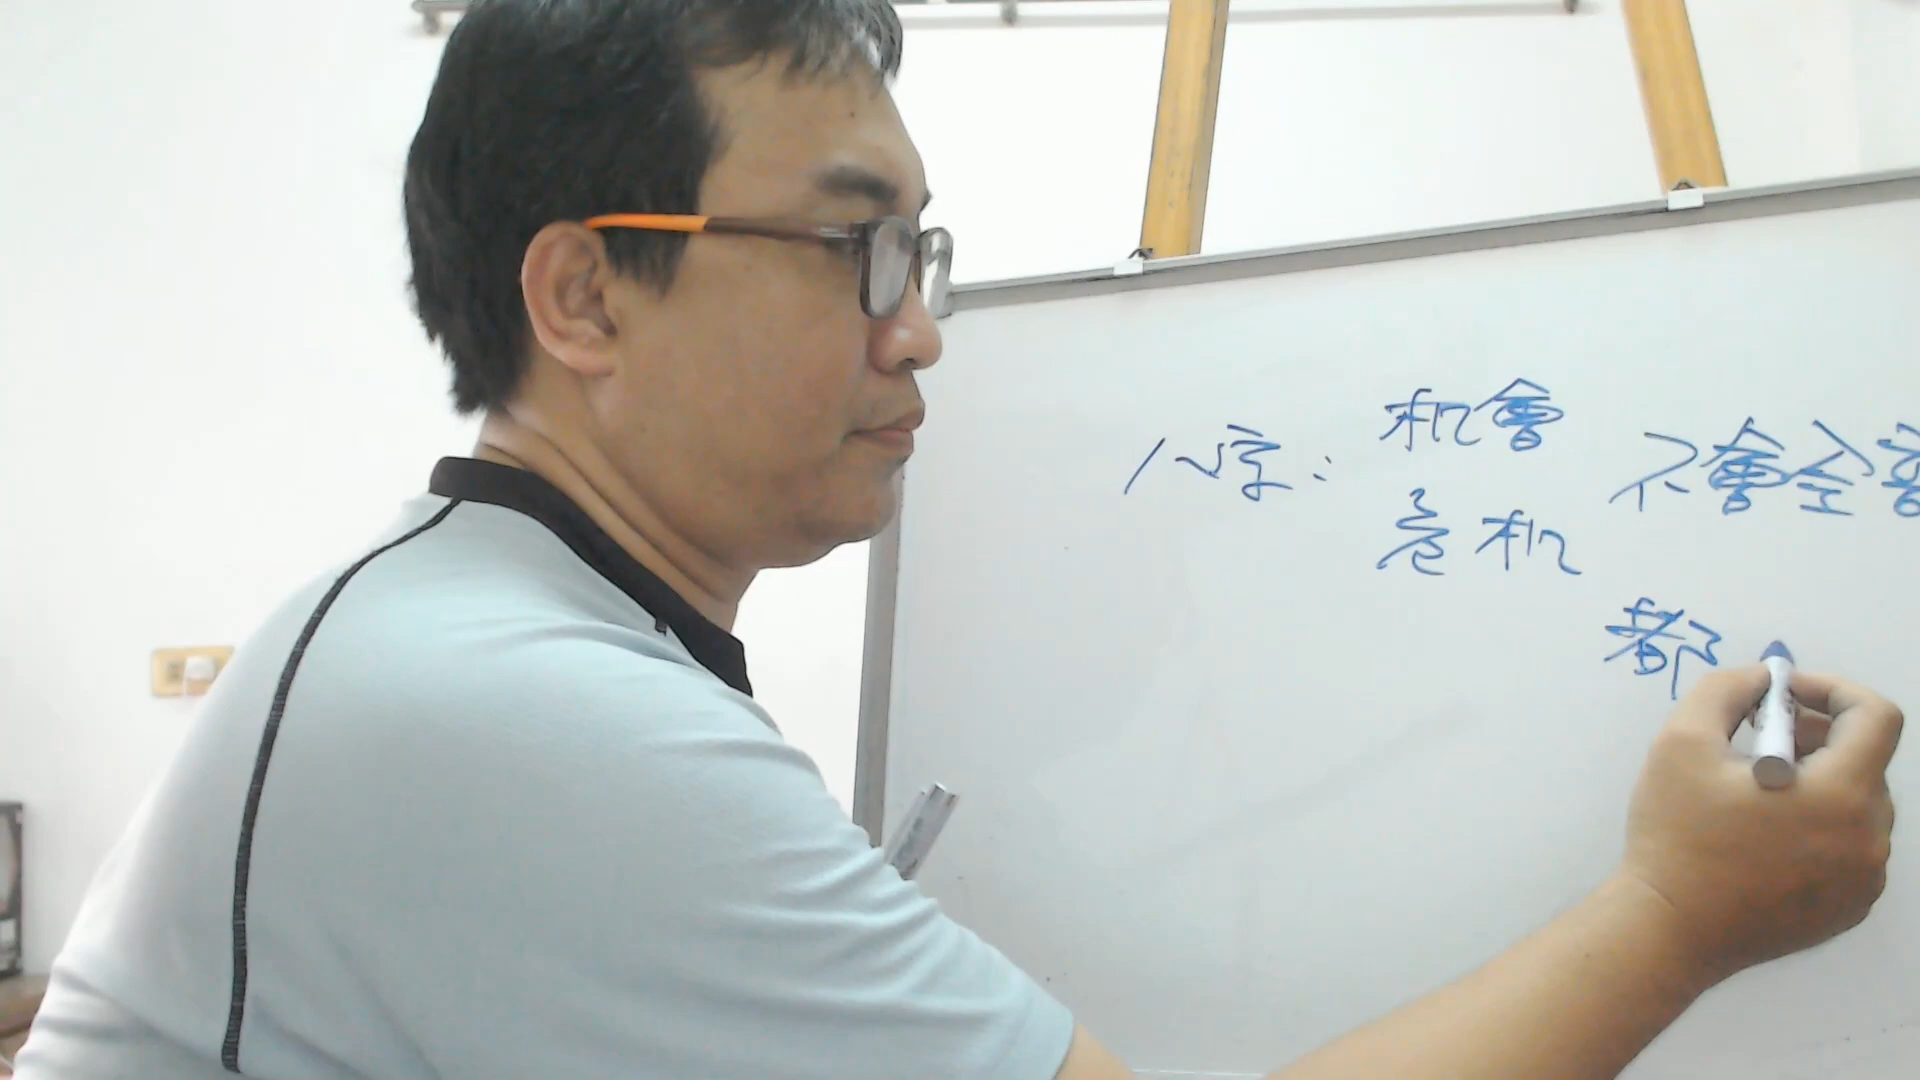 八字: 机會 不會全
危机
都